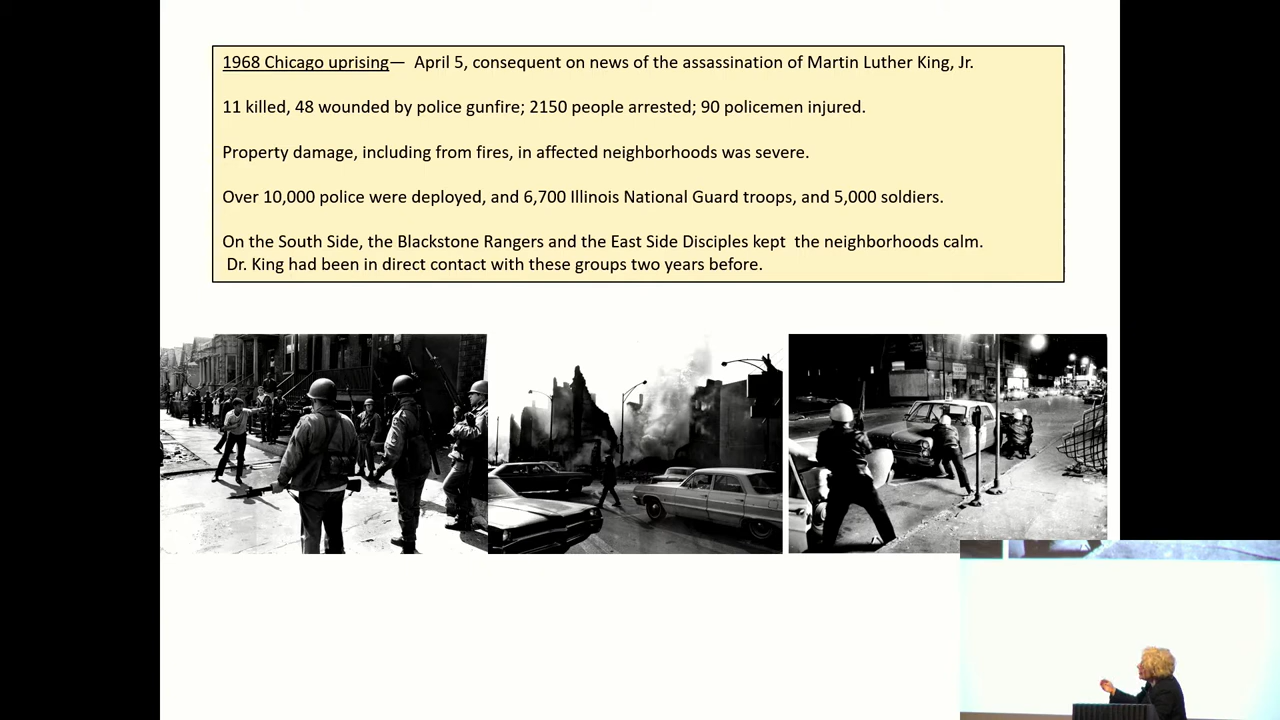 1968 Chicago uprising— April 5, consequent on news of the assassination of Martin Luther King, Jr.
11 killed, 48 wounded by police gunfire; 2150 people arrested; 90 policemen injured.
Property damage, including from fires, in affected neighborhoods was severe.
Over 10,000 police were deployed, and 6,700 Illinois National Guard troops, and 5,000 soldiers.
On the South Side, the Blackstone Rangers and the East Side Disciples kept the neighborhoods calm.
Dr. King had been in direct contact with these groups two years before.